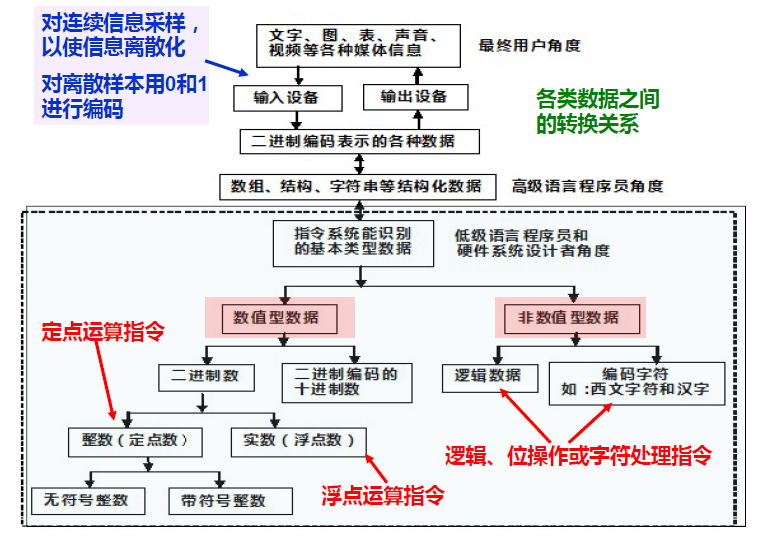 对连续信息采样，
以使信息离散化
对离散样本用0和1
进行编码
文字、图、表、声音、
视频等各种媒体信息
最终用户角度
输入设备
输出设备
各类数据之间
的转换关系
二进制编码表示的各种数据
数组、结构、字符串等结构化数据
高级语言程序员角度
指令系统能识别
的基本类型数据
低级语言程序员和
硬件系统设计者角度
数值型数据
非数值型数据
定点运算指令
二进制数
二进制编码的
十进制数
逻辑数据
编码字符
如：西文字符和汉字
整数（定点数）
实数（浮点数）
逻辑、位操作或字符处理指令
无符号整数
带符号整数
浮点运算指令